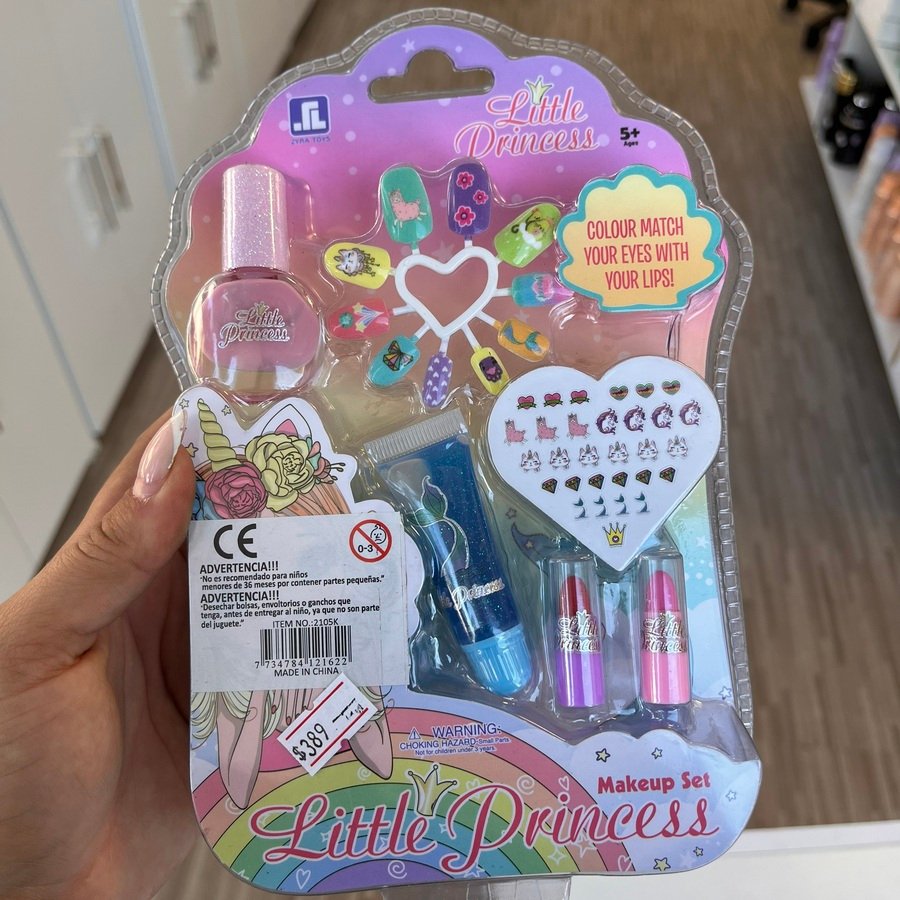 ZYRA TOYS
Little
Princess
5+
Ages
COLOUR MATCH
YOUR EYES WITH
YOUR LIPS!
Little
Princess
CE
0-3
ADVERTENCIA!!!
"No es recomendado para niños
menores de 36 meses por contener partes pequeñas."
ADVERTENCIA!!!
"Desechar bolsas, envoltorios o ganchos que
tenga, antes de entregar al niño, ya que no son parte
del juguete."
ITEM NO.:2105K
7 734784 121622
MADE IN CHINA
Princess
Little
Princess
Little
Princess
$389
WARNING:
CHOKING HAZARD-Small Parts
Not for children under 3 years.
Makeup Set
Little Princess